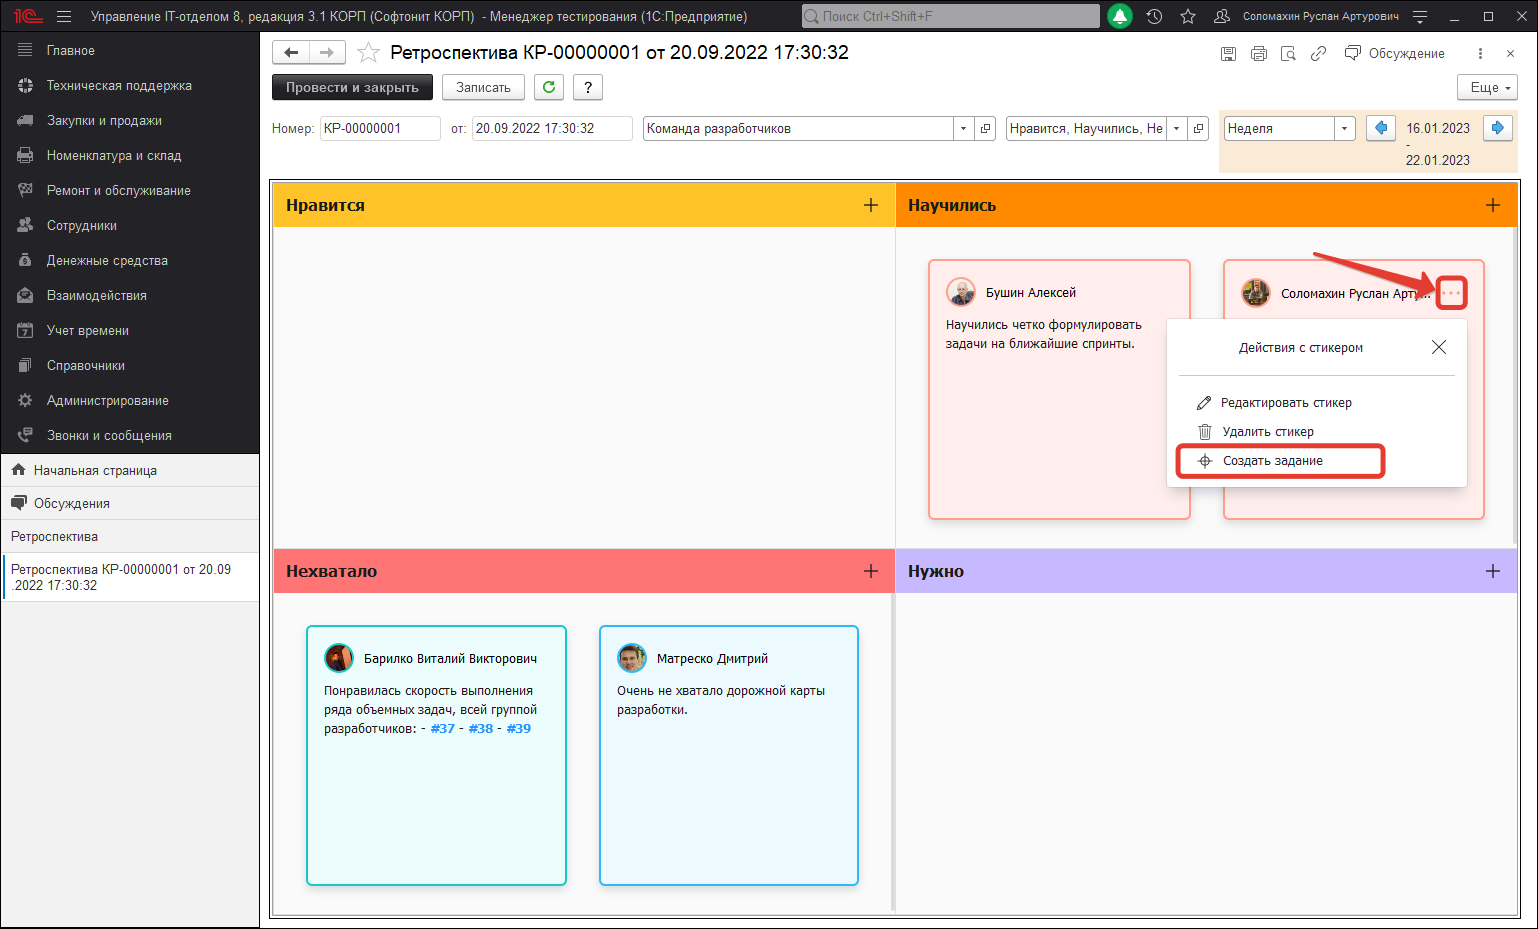 1С Управление IT-отделом 8, редакция 3.1 КОРП (Софтонит КОРП) - Менеджер тестирования (1С:Предприятие)
Поиск Ctrl+Shift+F
Соломахин Руслан Артурович
Главное
Техническая поддержка
Закупки и продажи
Номенклатура и склад
Ремонт и обслуживание
Сотрудники
Денежные средства
Взаимодействия
Учет времени
Справочники
Администрирование
Звонки и сообщения
Начальная страница
Обсуждения
Ретроспектива
Ретроспектива КР-00000001 от 20.09
.2022 17:30:32
Ретроспектива КР-00000001 от 20.09.2022 17:30:32
Обсуждение
Провести и закрыть
Записать
?
Еще
Номер: КР-00000001 от: 20.09.2022 17:30:32 Команда разработчиков Нравится, Научились, Не Неделя
16.01.2023
-
22.01.2023
Нравится
Научились
Бушин Алексей
Научились четко формулировать
задачи на ближайшие спринты.
Соломахин Руслан Арту...
Действия с стикером
Редактировать стикер
Удалить стикер
Создать задание
Нехватало
Нужно
Барилко Виталий Викторович
Понравилась скорость выполнения
ряда объемных задач, всей группой
разработчиков: - #37 - #38 - #39
Матреско Дмитрий
Очень не хватало дорожной карты
разработки.